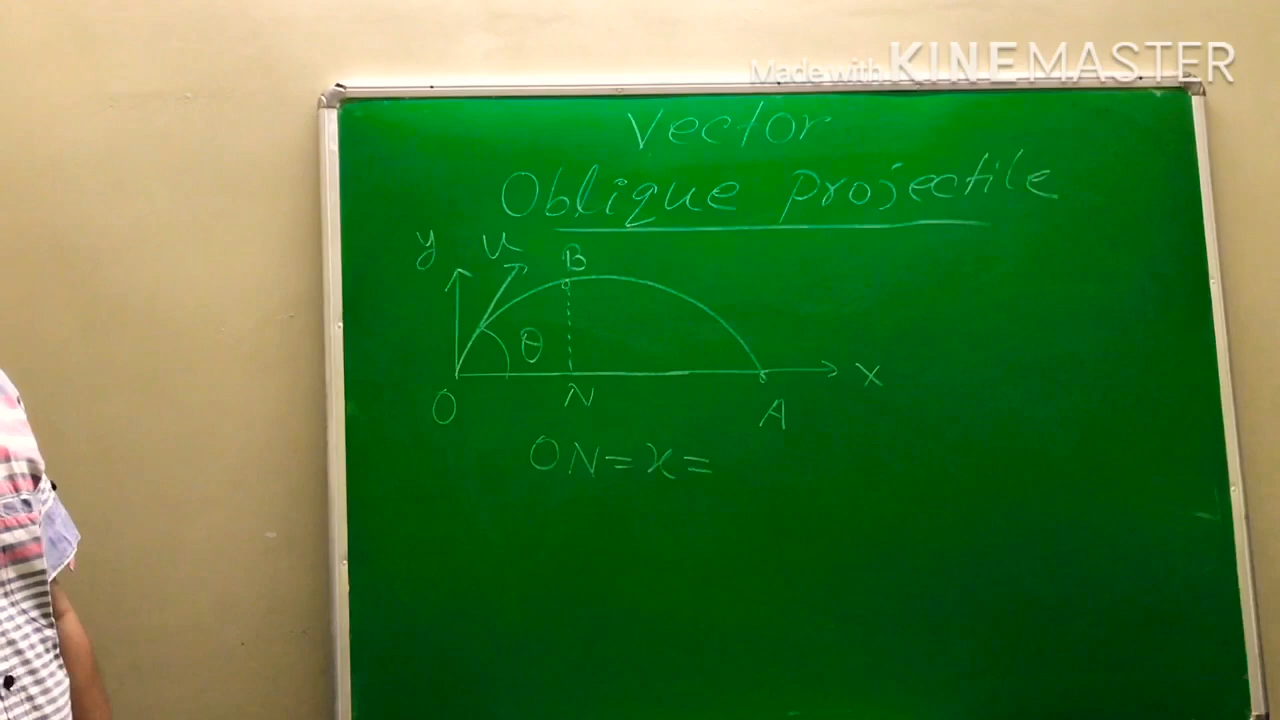 Made with KINEMASTER
Vector
Oblique projectile
y u B
θ
O N A x
ON = x =